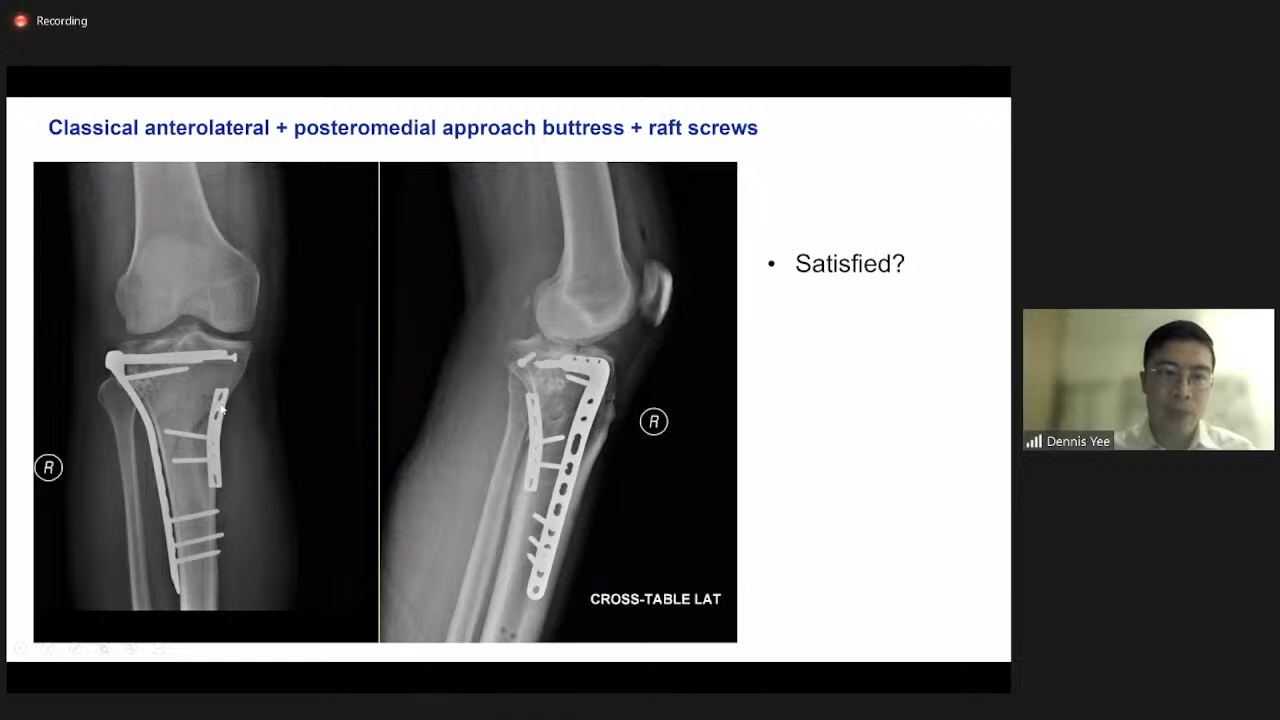 Recording
Classical anterolateral + posteromedial approach buttress + raft screws
• Satisfied?
R
R
CROSS-TABLE LAT
Dennis Yee